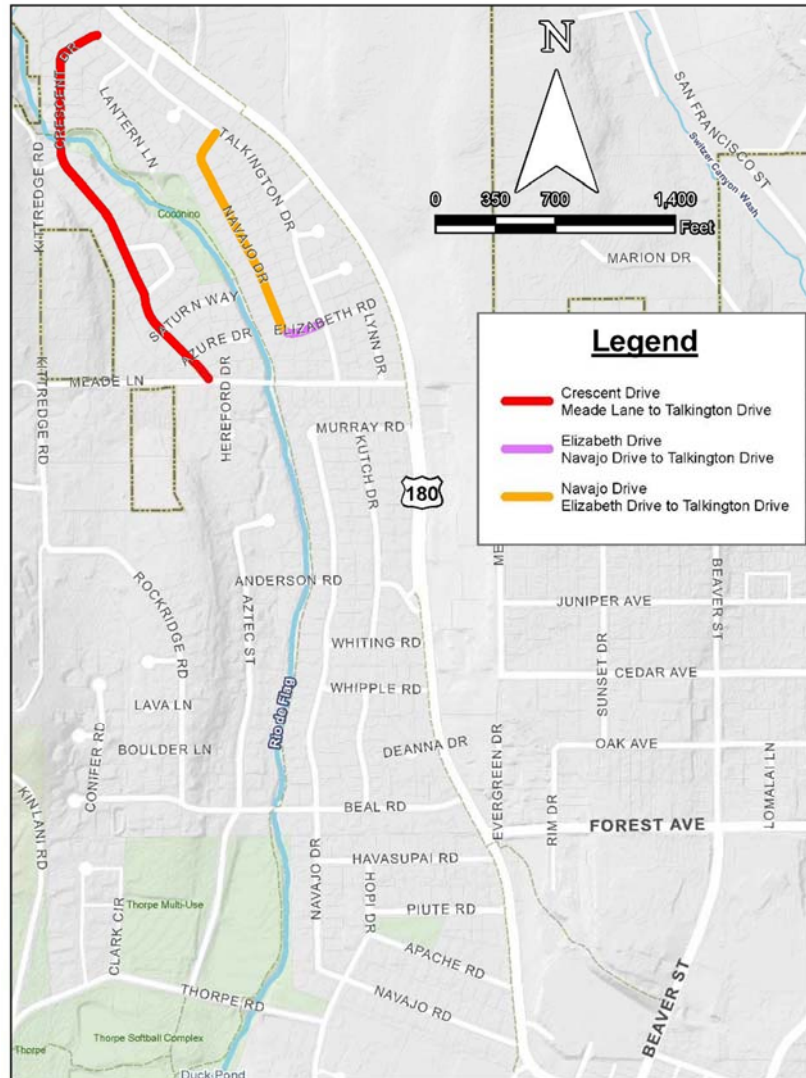 CRESCENT DR
N
SAN FRANCISCO ST
Switzer Canyon Wash
LANTERN LN
TALKINGTON DR
KITTREDGE RD
Coconino
0 350 700 1,400
Feet
NAVAJO DR
MARION DR
SATURN WAY
ELIZABETH RD
AZURE DR
LYNN DR
Legend
MEADE LN
KITTREDGE RD
HEREFORD DR
Crescent Drive
Meade Lane to Talkington Drive
MURRAY RD
KUTCH DR
Elizabeth Drive
Navajo Drive to Talkington Drive
180
Navajo Drive
Elizabeth Drive to Talkington Drive
ME
BEAVER ST
ROCKRIDGE RD
ANDERSON RD
AZTEC ST
JUNIPER AVE
WHITING RD
SUNSET DR
CEDAR AVE
WHIPPLE RD
LAVA LN
Rio de Flag
CONIFER RD
BOULDER LN
DEANNA DR
EVERGREEN DR
OAK AVE
LOMALAI LN
KINLANI RD
BEAL RD
RIM DR
FOREST AVE
NAVAJO DR
HAVASUPAI RD
HOPI DR
CLARK CIR
Thorpe Multi-Use
PIUTE RD
APACHE RD
BEAVER ST
THORPE RD
NAVAJO RD
Thorpe Softball Complex
Thorpe
Duck-Pond